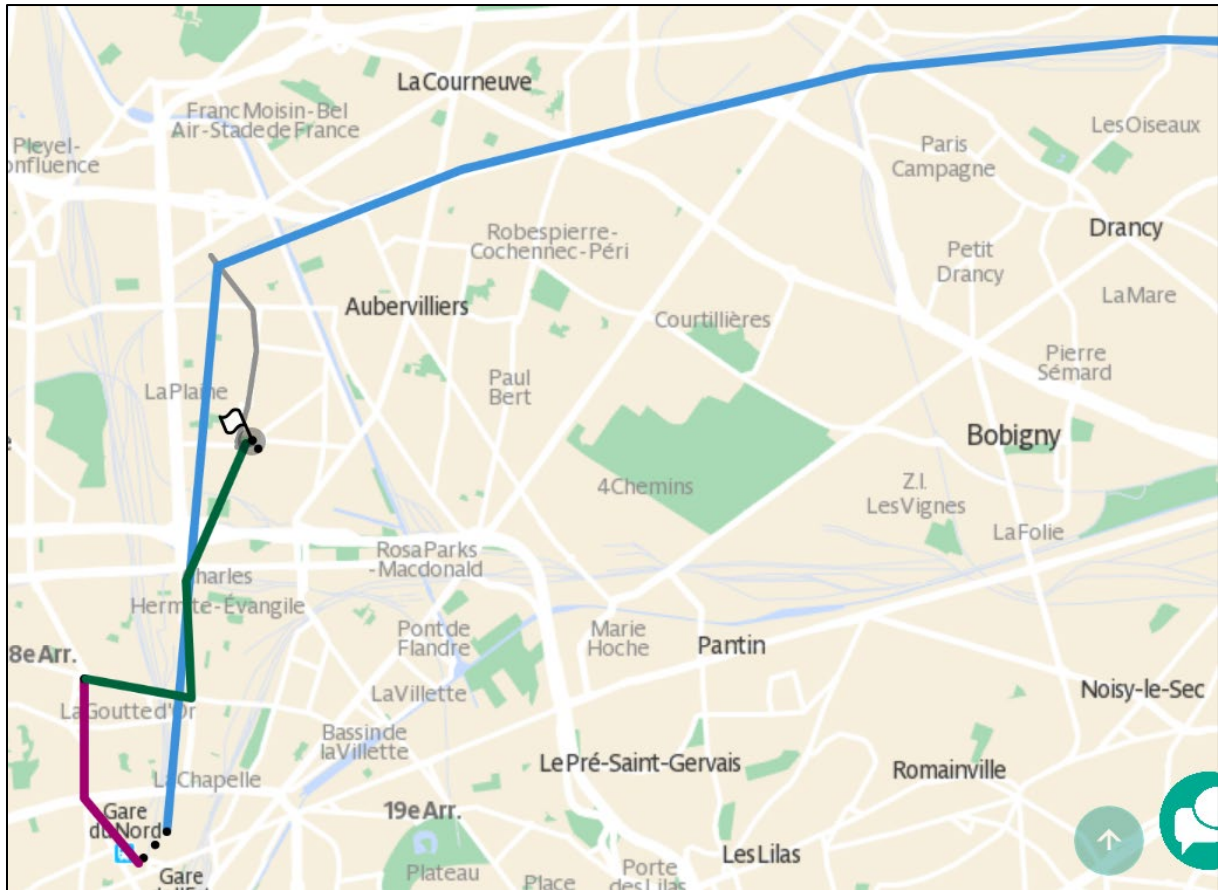 La Courneuve
Franc Moisin-Bel
Air-Stade de France
Les Oiseaux
Pleyel-
onfluence
Paris
Campagne
Robespierre-
Cochennec-Péri
Drancy
Petit
Drancy
La Mare
Aubervilliers
Courtillières
Pierre
Sémard
La Plaine
Paul
Bert
Bobigny
4 Chemins
Z.I.
Les Vignes
La Folie
Rosa Parks
-Macdonald
harles
Hermite-Évangile
Pont de
Flandre
Marie
Hoche
Pantin
8e Arr.
La Villette
Noisy-le-Sec
La Goutte d'Or
Bassin de
la Villette
Le Pré-Saint-Gervais
Romainville
La Chapelle
Gare
du Nord
19e Arr.
Les Lilas
Gare
Plateau
Place
Porte
des Lilas